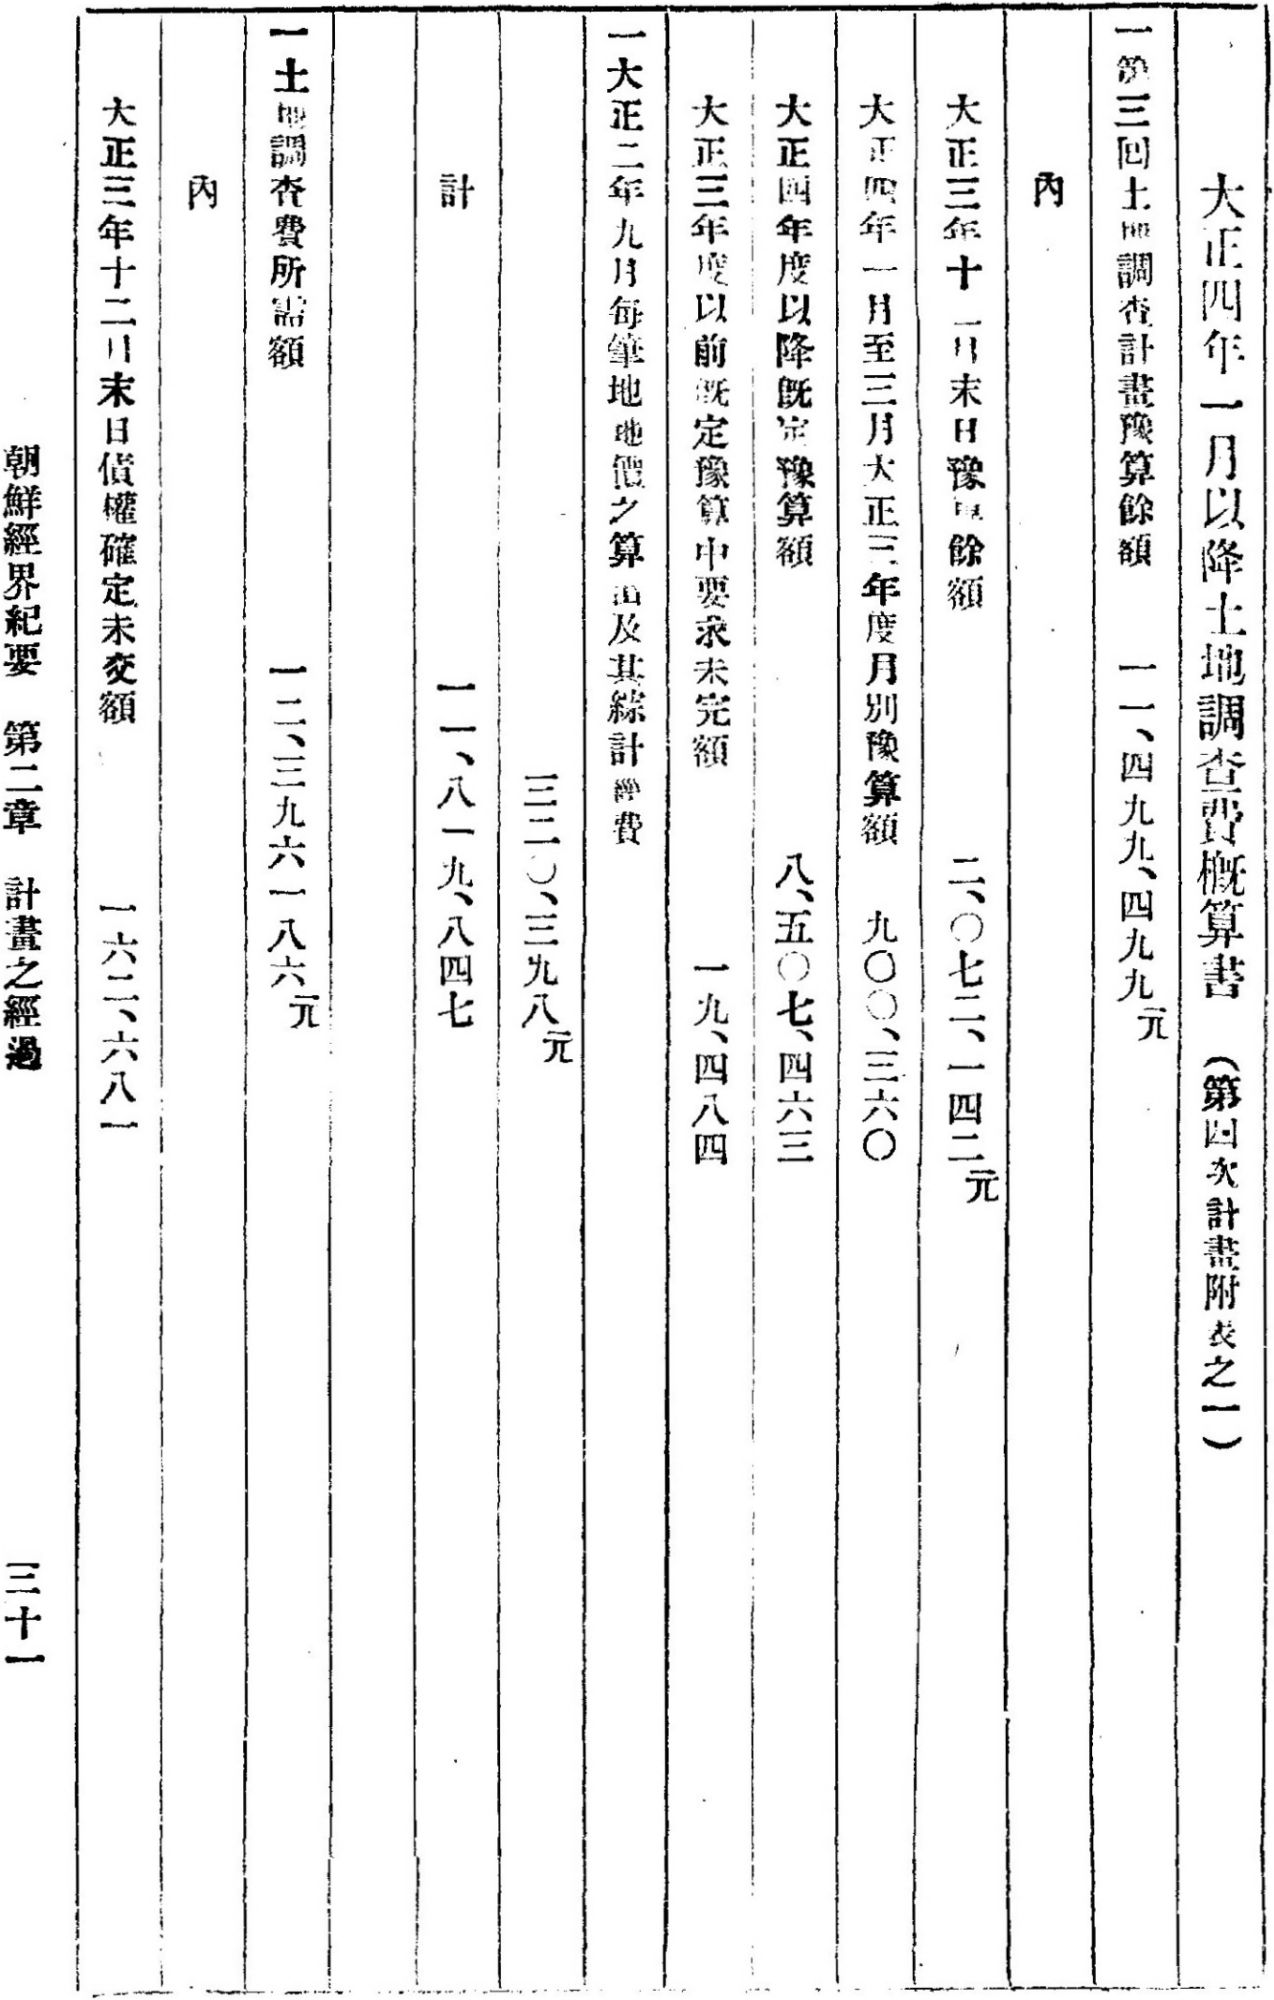 大正四年一月以降土地調查費槪算書　（第四次計畫附表之一）
一第三回土地調查計畫豫算餘額　一一、四九九、四九九元
內
大正三年十二月末日豫算餘額　二、〇七二、一四二元
大正四年一月至三月大正三年度月別豫算額　九〇〇、三六〇
大正四年度以降旣定豫算額　八、五〇七、四六三
大正三年度以前旣定豫算中要求未完額　一九、四八四
一大正二年九月每筆地地價之算出及其綜計經費
三二〇、三九八元
計　一一、八一九、八四七
一土地調查費所需額　一二、三九六一八六元
內
大正三年十二月末日債權確定未交額　一六二、六八一
朝鮮經界紀要　第二章　計畫之經過　三十一